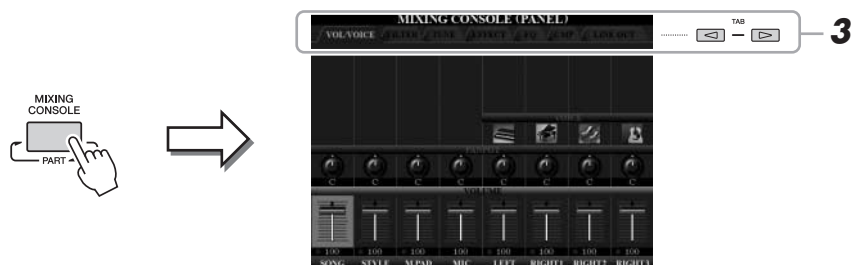 MIXING CONSOLE (PANEL)
VOL/VOICE FILTER TUNE EFFECT EQ CMP LINE OUT
TAB
3
MIXING
CONSOLE
PART
VOICE
PANPOT
C C C C C C C C
VOLUME
100 100 100 100 100 100 100 100
SONG STYLE M.PAD MIC LEFT RIGHT1 RIGHT2 RIGHT3